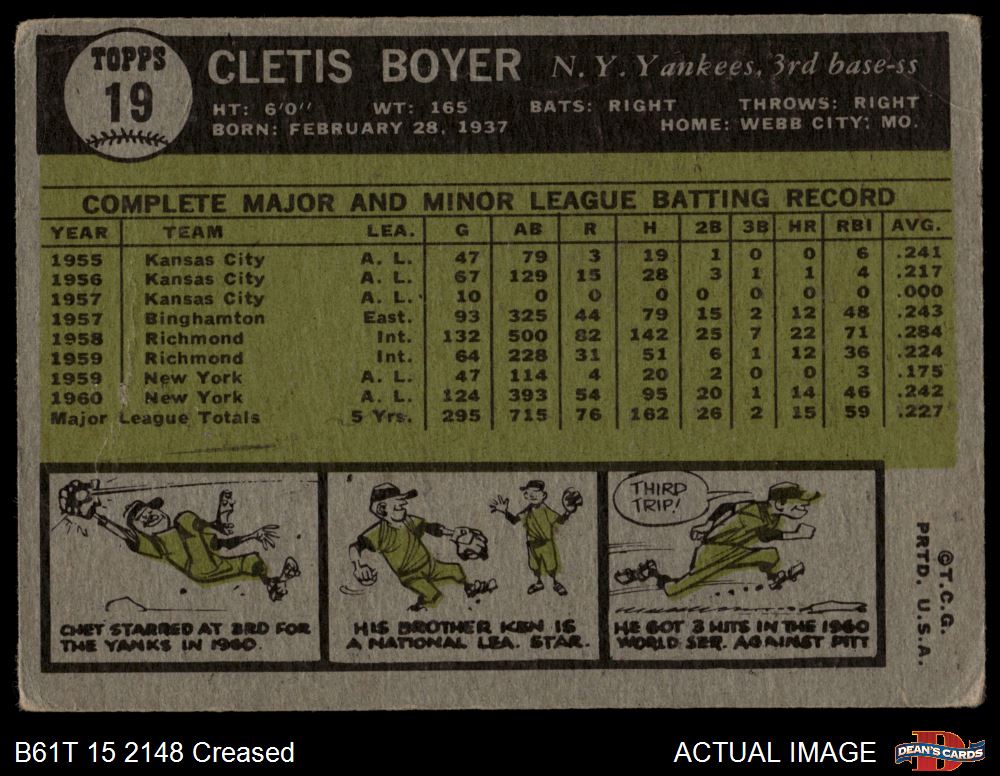 TOPPS
19
CLETIS BOYER N. Y. Yankees, 3rd base-ss
HT: 6'0" WT: 165 BATS: RIGHT THROWS: RIGHT
BORN: FEBRUARY 28, 1937 HOME: WEBB CITY: MO.
COMPLETE MAJOR AND MINOR LEAGUE BATTING RECORD
YEAR TEAM LEA. G AB R H 2B 3B HR RBI AVG.
1955 Kansas City A. L. 47 79 3 19 1 0 0 6 .241
1956 Kansas City A. L. 67 129 15 28 3 1 1 4 .217
1957 Kansas City A. L. 10 0 0 0 0 0 0 0 .000
1957 Binghamton East. 93 325 44 79 15 2 12 48 .243
1958 Richmond Int. 132 500 82 142 25 7 22 71 .284
1959 Richmond Int. 64 228 31 51 6 1 12 36 .224
1959 New York A. L. 47 114 4 20 2 0 0 3 .175
1960 New York A. L. 124 393 54 95 20 1 14 46 .242
Major League Totals 5 Yrs. 295 715 76 162 26 2 15 59 .227
CHET STARRED AT 3RD FOR
THE YANKS IN 1960.
HIS BROTHER KEN IS
A NATIONAL LEA. STAR.
THIRD
TRIP!
HE GOT 3 HITS IN THE 1960
WORLD SER. AGAINST PITT
©T.C.G.
PRTD. U.S.A.
B61T 15 2148 Creased
ACTUAL IMAGE
DEAN'S CARDS